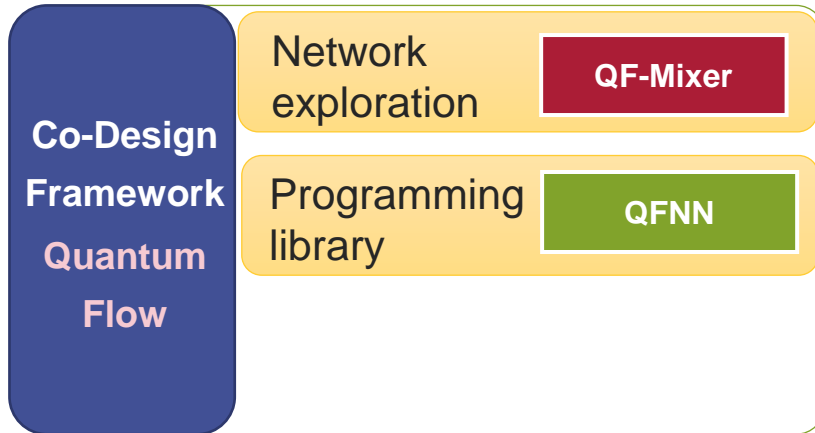 Co-Design
Framework
Quantum
Flow
Network
exploration
QF-Mixer
Programming
library
QFNN